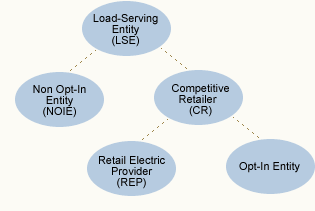 Load-Serving
Entity
(LSE)
Non Opt-In
Entity
(NOIE)
Competitive
Retailer
(CR)
Retail Electric
Provider
(REP)
Opt-In Entity